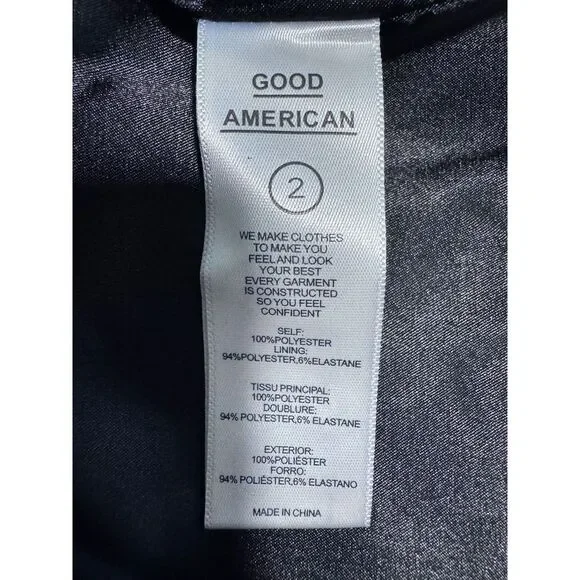 GOOD
AMERICAN
2
WE MAKE CLOTHES
TO MAKE YOU
FEEL AND LOOK
YOUR BEST
EVERY GARMENT
IS CONSTRUCTED
SO YOU FEEL
CONFIDENT
SELF:
100%POLYESTER
LINING:
94%POLYESTER,6%ELASTANE
TISSU PRINCIPAL:
100%POLYESTER
DOUBLURE:
94% POLYESTER,6% ELASTANE
EXTERIOR:
100%POLIÉSTER
FORRO:
94% POLIÉSTER,6% ELASTANO
MADE IN CHINA